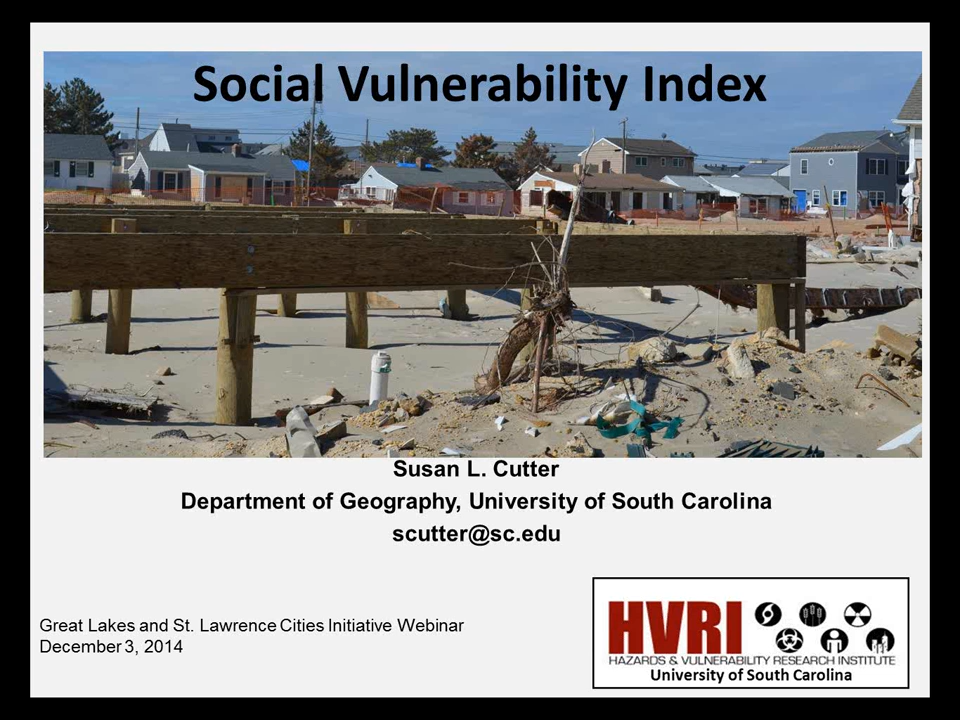 Social Vulnerability Index
Susan L. Cutter
Department of Geography, University of South Carolina
scutter@sc.edu
Great Lakes and St. Lawrence Cities Initiative Webinar
December 3, 2014
HVRI
HAZARDS & VULNERABILITY RESEARCH INSTITUTE
University of South Carolina